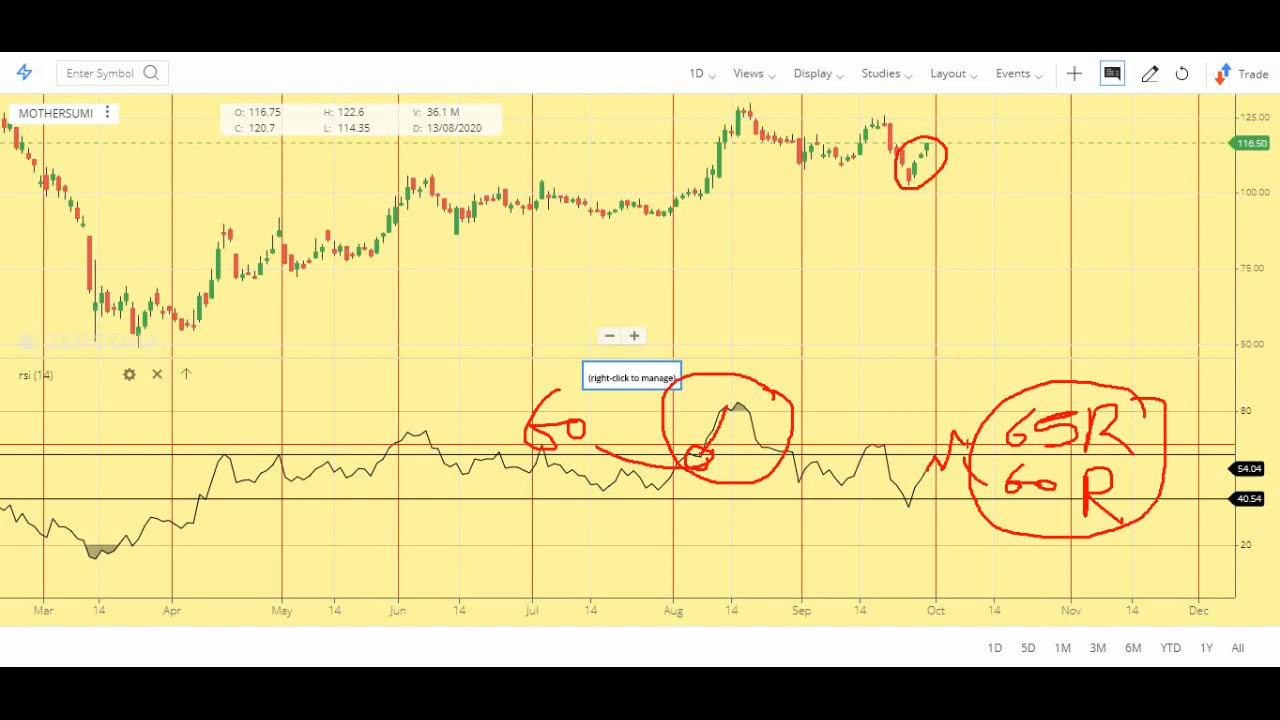 Enter Symbol 1D Views Display Studies Layout Events Trade
MOTHERSUMI
O: 116.75 H: 122.6 V: 36.1 M
C: 120.7 L: 114.35 D: 13/08/2020
125.00
116.50
100.00
75.00
50.00
rsi (14)
(right-click to manage)
80
50
65R
60 R
54.04
40.54
20
Mar 14 Apr May 14 Jun 14 Jul 14 Aug 14 Sep 14 Oct 14 Nov 14 Dec
1D 5D 1M 3M 6M YTD 1Y All